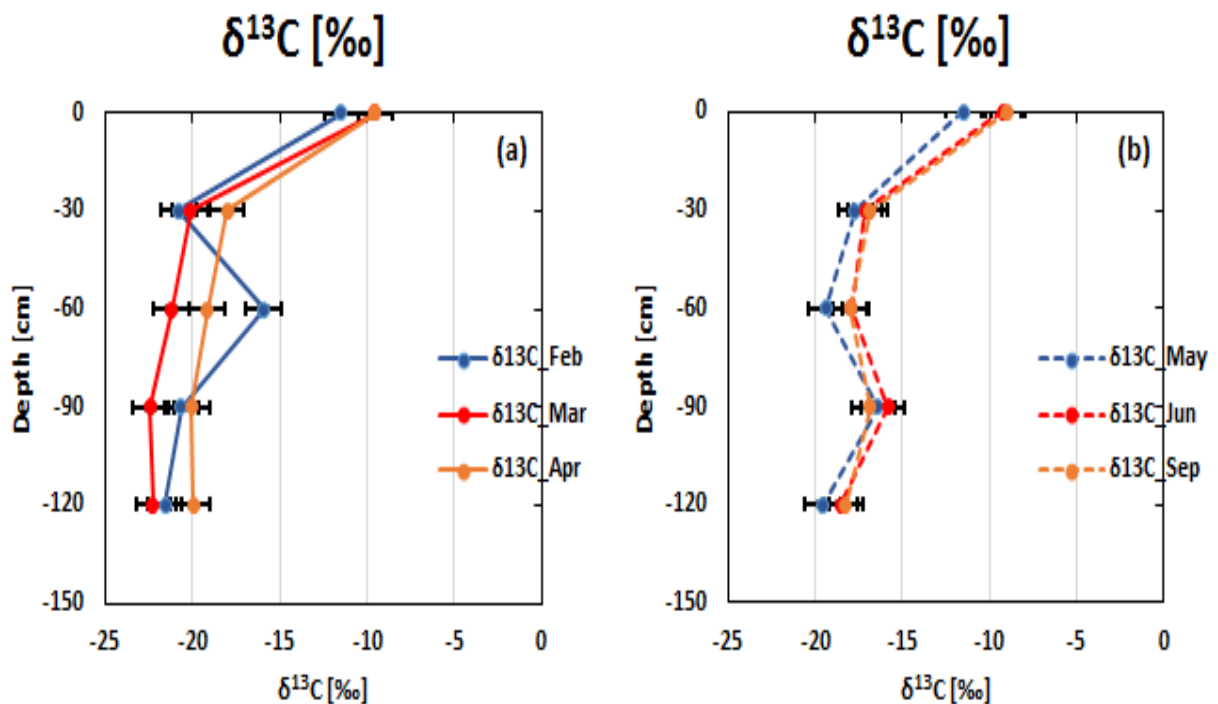 δ¹³C [‰]
(a)
0
-30
-60
-90
-120
-150
Depth [cm]
-25 -20 -15 -10 -5 0
δ¹³C [‰]
δ13C_Feb
δ13C_Mar
δ13C_Apr
δ¹³C [‰]
(b)
0
-30
-60
-90
-120
-150
Depth [cm]
-25 -20 -15 -10 -5 0
δ¹³C [‰]
δ13C_May
δ13C_Jun
δ13C_Sep